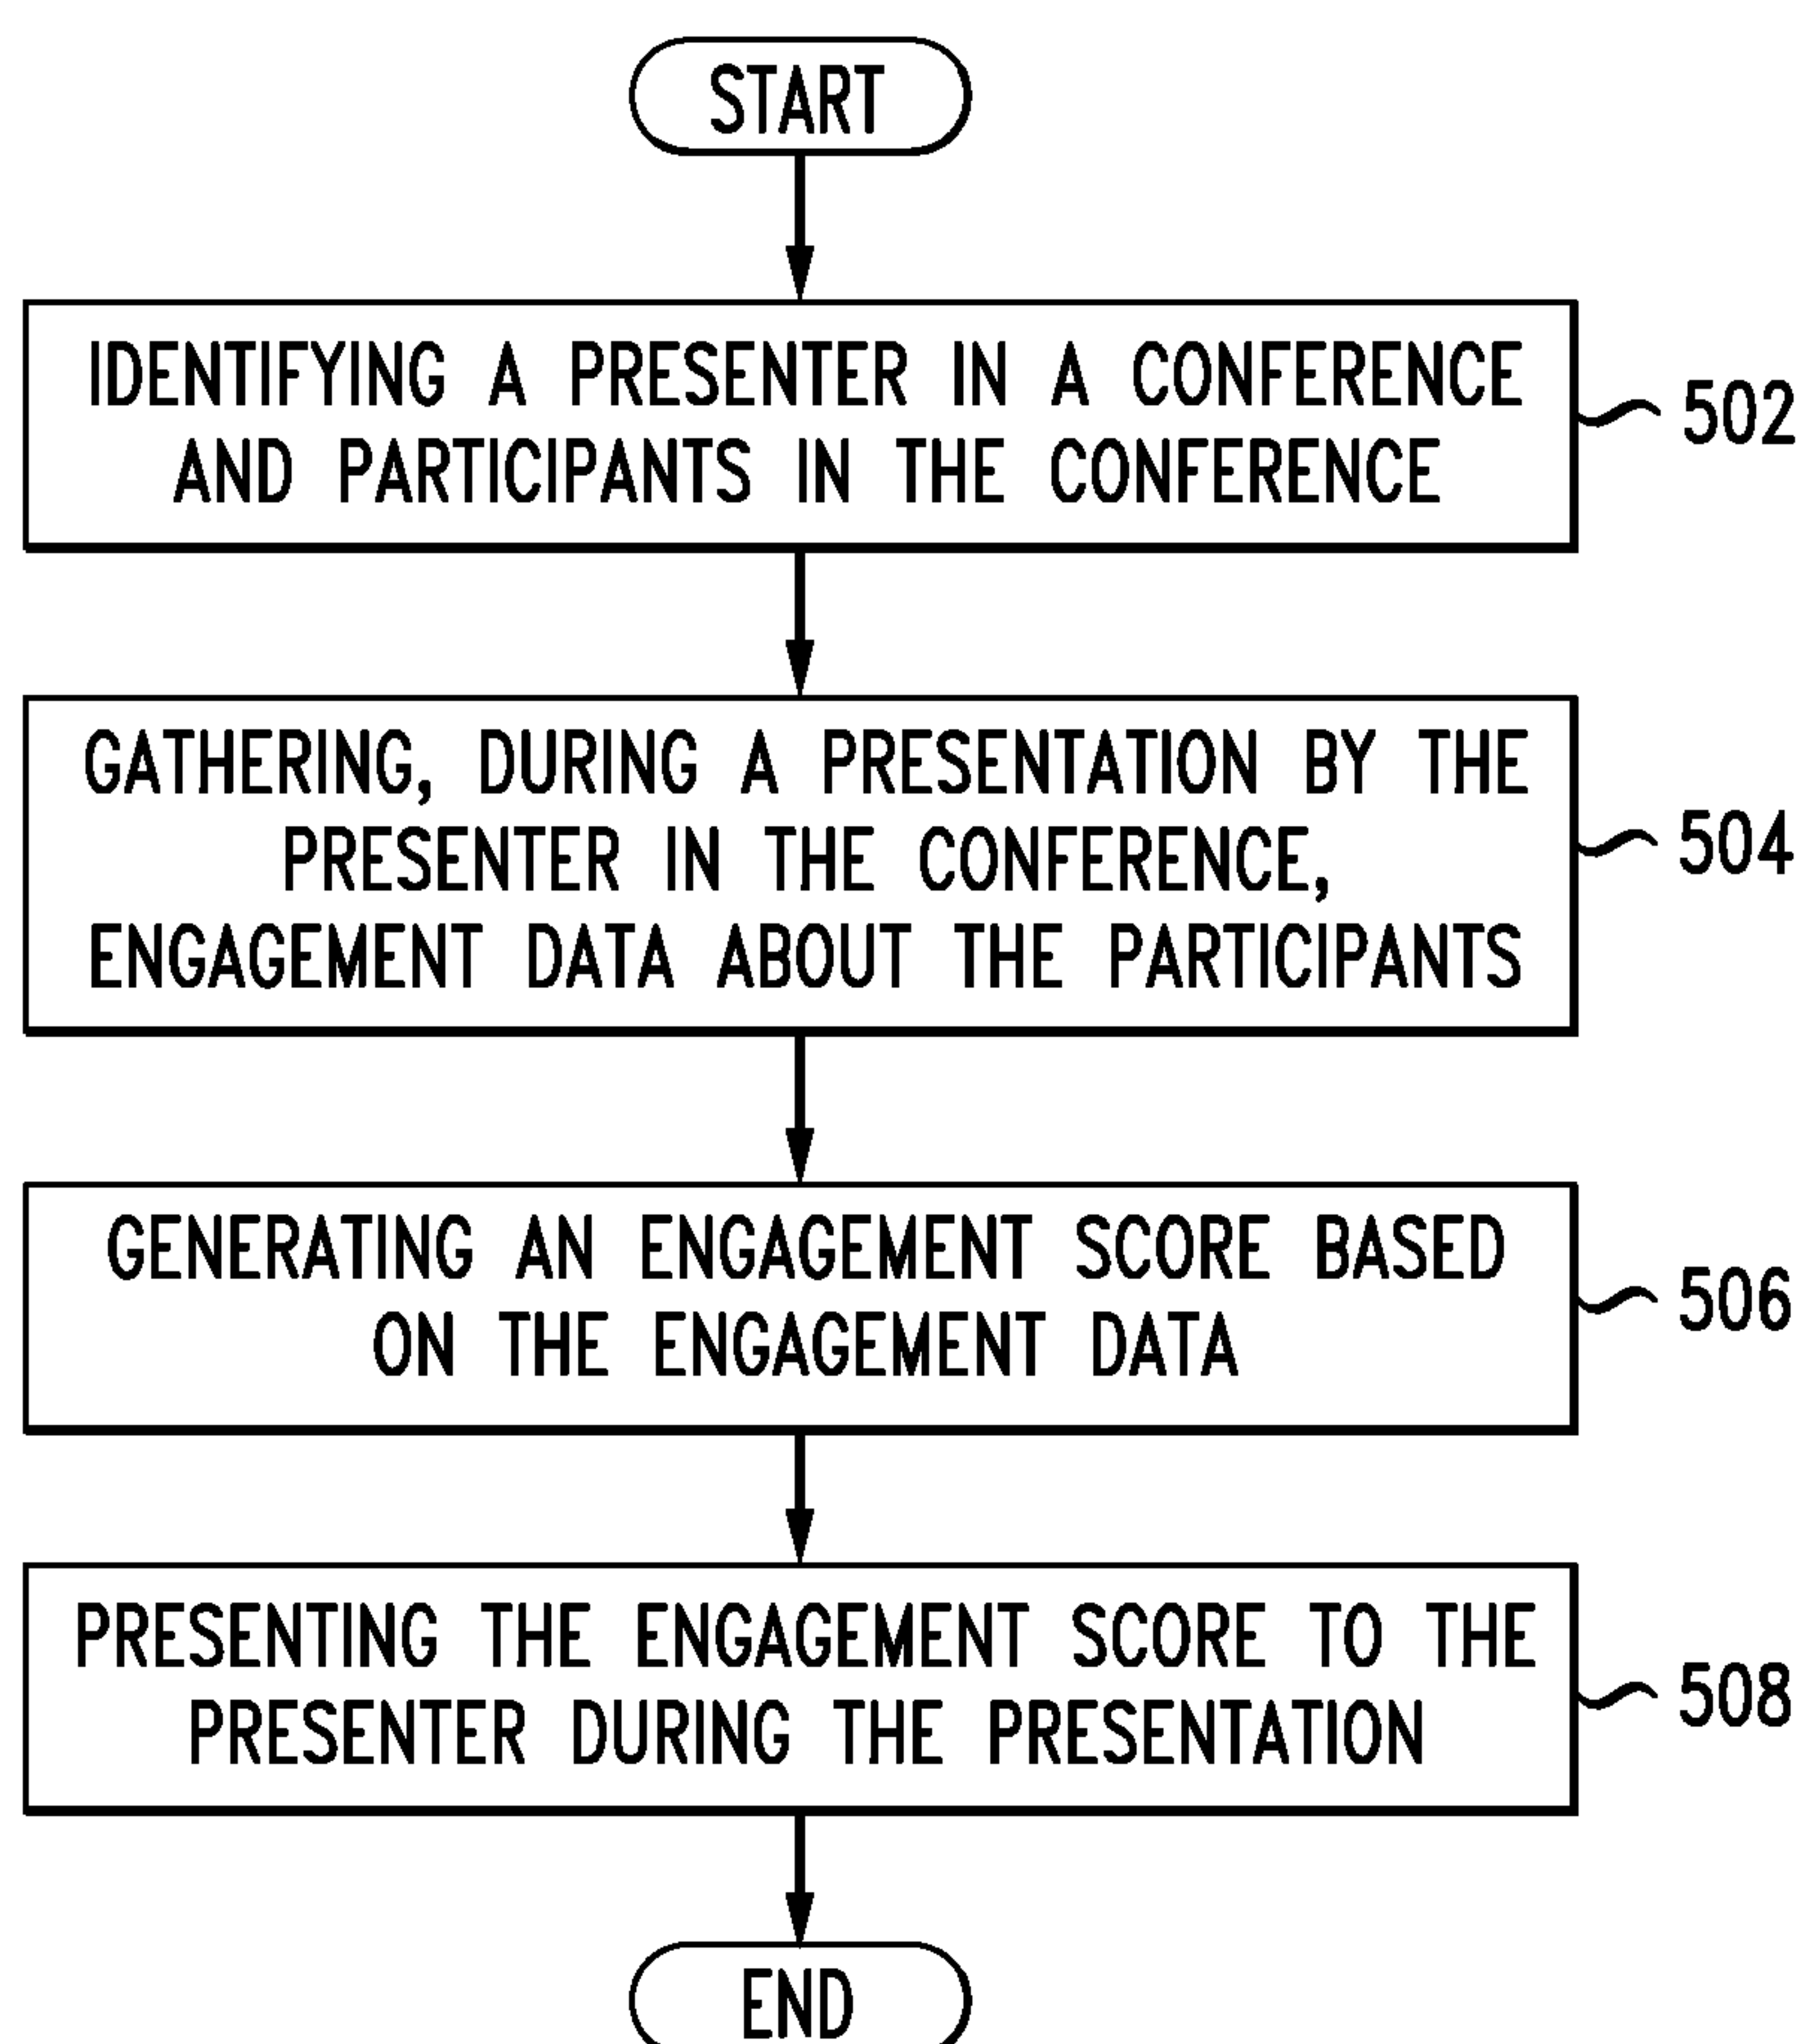 START
IDENTIFYING A PRESENTER IN A CONFERENCE
AND PARTICIPANTS IN THE CONFERENCE
502
GATHERING, DURING A PRESENTATION BY THE
PRESENTER IN THE CONFERENCE,
ENGAGEMENT DATA ABOUT THE PARTICIPANTS
504
GENERATING AN ENGAGEMENT SCORE BASED
ON THE ENGAGEMENT DATA
506
PRESENTING THE ENGAGEMENT SCORE TO THE
PRESENTER DURING THE PRESENTATION
508
END